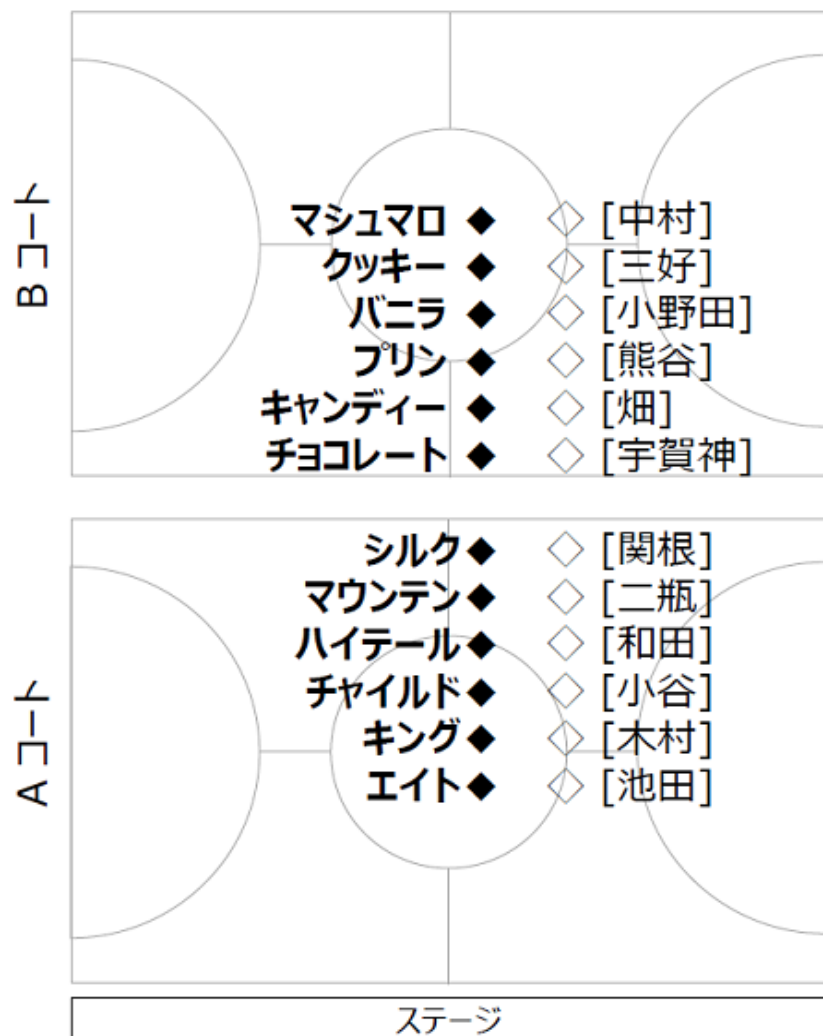 Bコート
マシュマロ ◆ ◇ [中村]
クッキー ◆ ◇ [三好]
バニラ ◆ ◇ [小野田]
プリン ◆ ◇ [熊谷]
キャンディー ◆ ◇ [畑]
チョコレート ◆ ◇ [宇賀神]
Aコート
シルク◆ ◇ [関根]
マウンテン◆ ◇ [二瓶]
ハイテール◆ ◇ [和田]
チャイルド◆ ◇ [小谷]
キング◆ ◇ [木村]
エイト◆ ◇ [池田]
ステージ